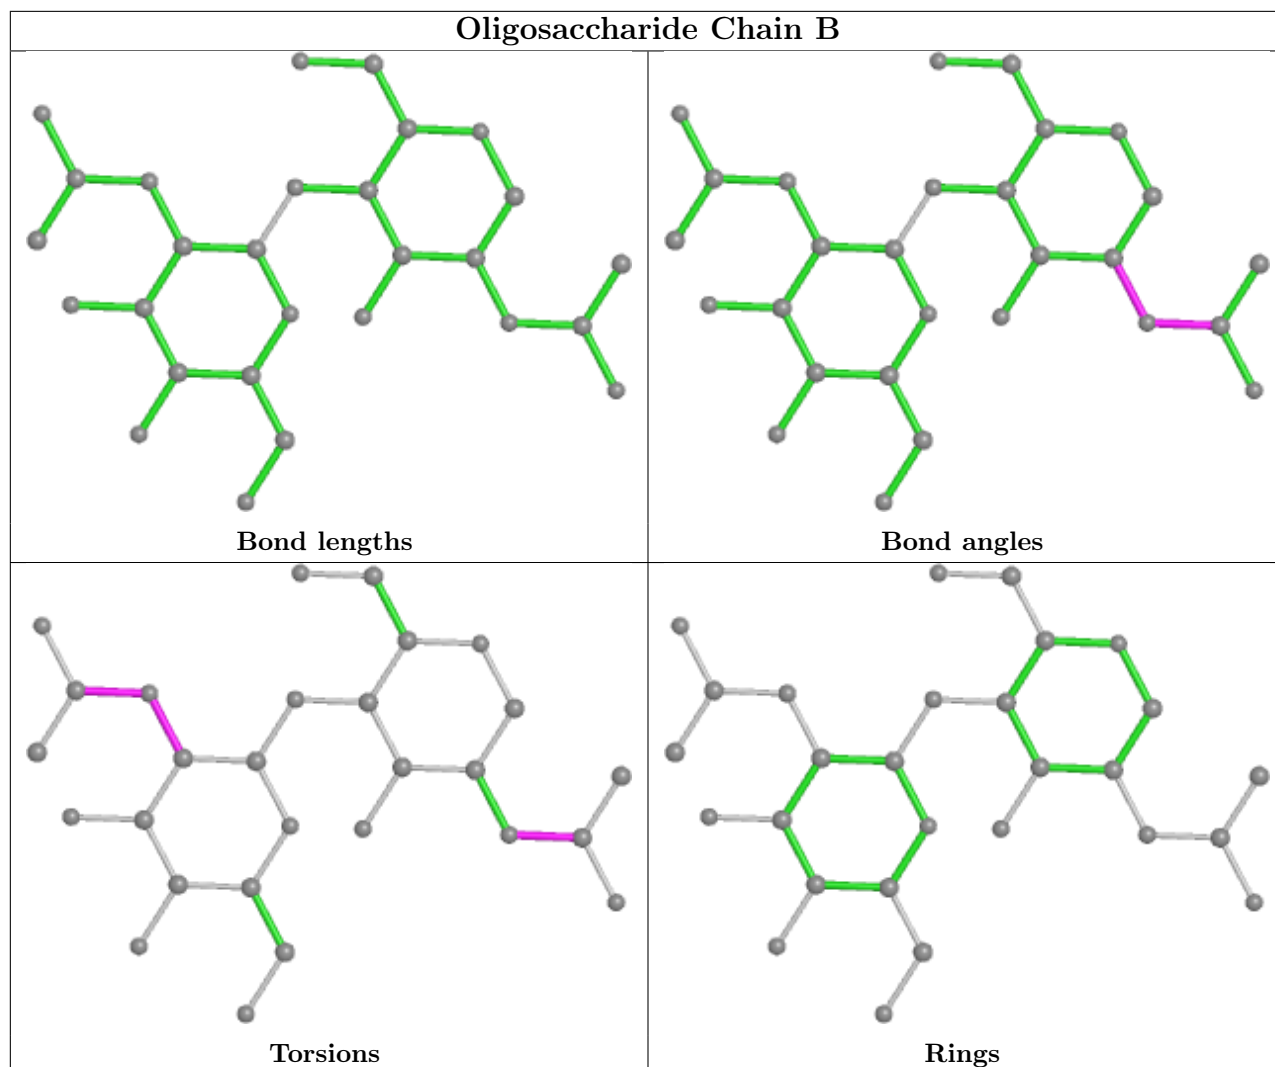 Oligosaccharide Chain B
Bond lengths
Bond angles
Torsions
Rings